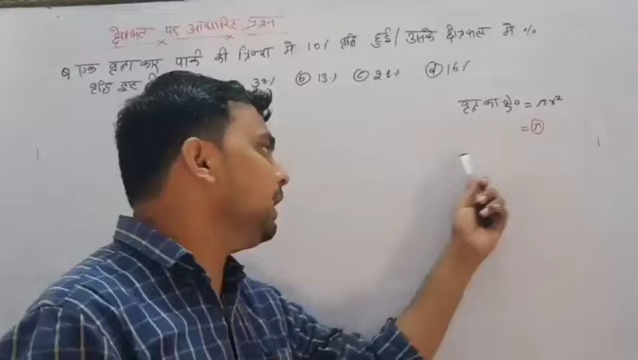 क्षेत्रफल पर आधारित प्रश्न
Q एक वृत्ताकार पार्क की त्रिज्या में 10% वृद्धि हुई/ उसके क्षेत्रफल में %
वृद्धि 30% ⓑ 13% ⓒ 21% ⓓ 16%
वृत्त का क्षे० = πr²
= π